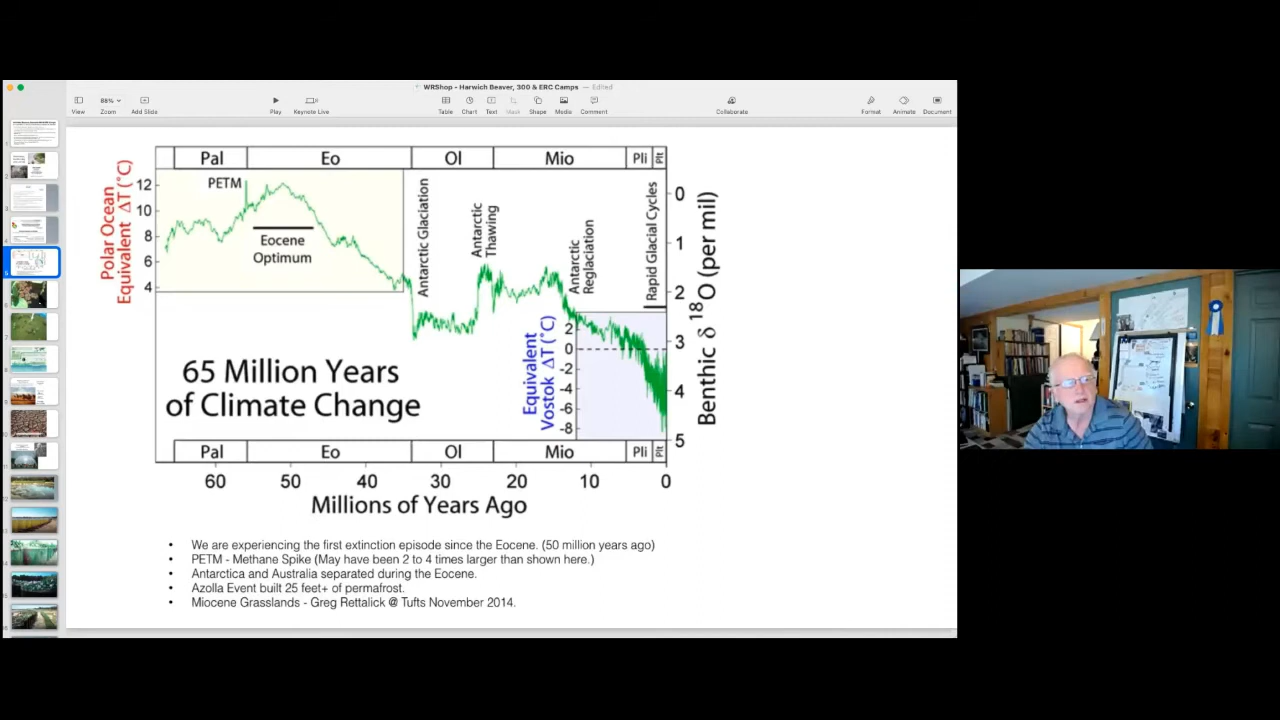 WRShop - Harwich Beaver, 300 & ERC Camps — Edited
88%
View Zoom Add Slide Play Keynote Live Table Chart Text Mask Shape Media Comment Collaborate Format Animate Document
Pal Eo Ol Mio Pli Plt
Polar Ocean
Equivalent ΔT (°C)
12
10
8
6
4
PETM
Eocene
Optimum
Antarctic Glaciation
Antarctic
Thawing
Antarctic
Reglaciation
Rapid Glacial Cycles
0
1
2
3
4
5
Benthic δ 18O (per mil)
Equivalent
Vostok ΔT (°C)
2
0
-2
-4
-6
-8
65 Million Years
of Climate Change
Pal Eo Ol Mio Pli Plt
60 50 40 30 20 10 0
Millions of Years Ago
• We are experiencing the first extinction episode since the Eocene. (50 million years ago)
• PETM - Methane Spike (May have been 2 to 4 times larger than shown here.)
• Antarctica and Australia separated during the Eocene.
• Azolla Event built 25 feet+ of permafrost.
• Miocene Grasslands - Greg Rettalick @ Tufts November 2014.